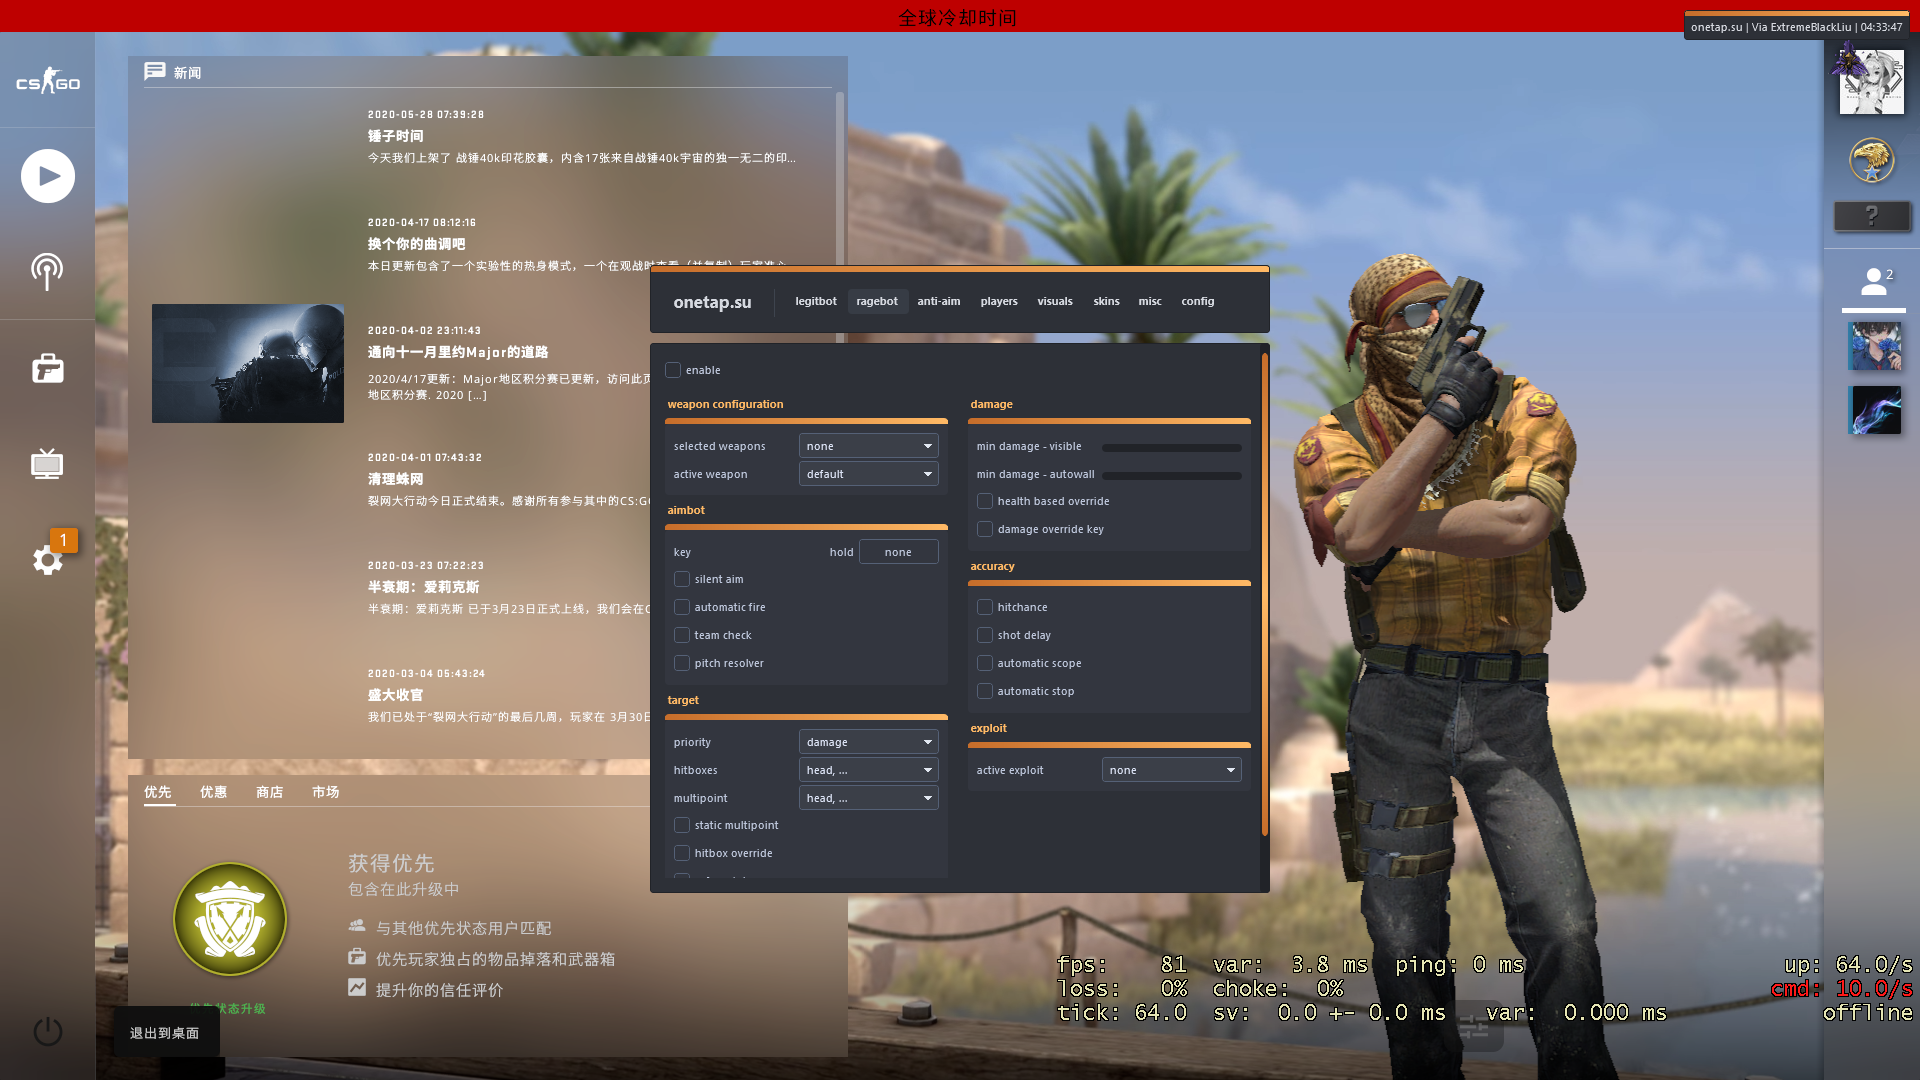 全球冷却时间
onetap.su | Via ExtremeBlackLiu | 04:33:47
CS GO
新闻
2020-05-28 07:39:28
锤子时间
今天我们上架了 战锤40k印花胶囊，内含17张来自战锤40k宇宙的独一无二的印...
2020-04-17 08:12:16
换个你的曲调吧
本日更新包含了一个实验性的热身模式，一个在观战时
2020-04-02 23:11:43
通向十一月里约Major的道路
2020/4/17更新：Major地区积分赛已更新，访问此页
地区积分赛. 2020 [...]
2020-04-01 07:43:32
清理蛛网
裂网大行动今日正式结束。感谢所有参与其中的CS:GO
2020-03-23 07:22:23
半衰期：爱莉克斯
半衰期：爱莉克斯 已于3月23日正式上线，我们会在C
2020-03-04 05:43:24
盛大收官
我们已处于“裂网大行动”的最后几周，玩家在 3月30日
1
优先 优惠 商店 市场
获得优先
包含在此升级中
与其他优先状态用户匹配
优先玩家独占的物品掉落和武器箱
提升你的信任评价
优先状态升级
退出到桌面
onetap.su
legitbot ragebot anti-aim players visuals skins misc config
enable
weapon configuration
selected weapons none
active weapon default
aimbot
key hold none
silent aim
automatic fire
team check
pitch resolver
target
priority damage
hitboxes head, ...
multipoint head, ...
static multipoint
hitbox override
damage
min damage - visible
min damage - autowall
health based override
damage override key
accuracy
hitchance
shot delay
automatic scope
automatic stop
exploit
active exploit none
?
2
fps: 81 var: 3.8 ms ping: 0 ms up: 64.0/s
loss: 0% choke: 0% cmd: 10.0/s
tick: 64.0 sv: 0.0 +- 0.0 ms var: 0.000 ms offline